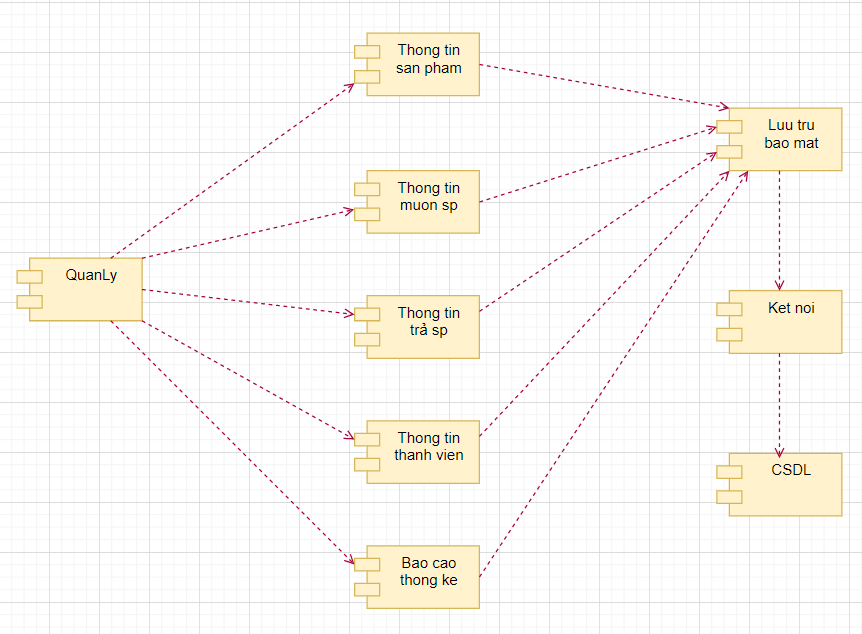 Thong tin
san pham
Luu tru
bao mat
Thong tin
muon sp
QuanLy
Thong tin
trả sp
Ket noi
Thong tin
thanh vien
CSDL
Bao cao
thong ke